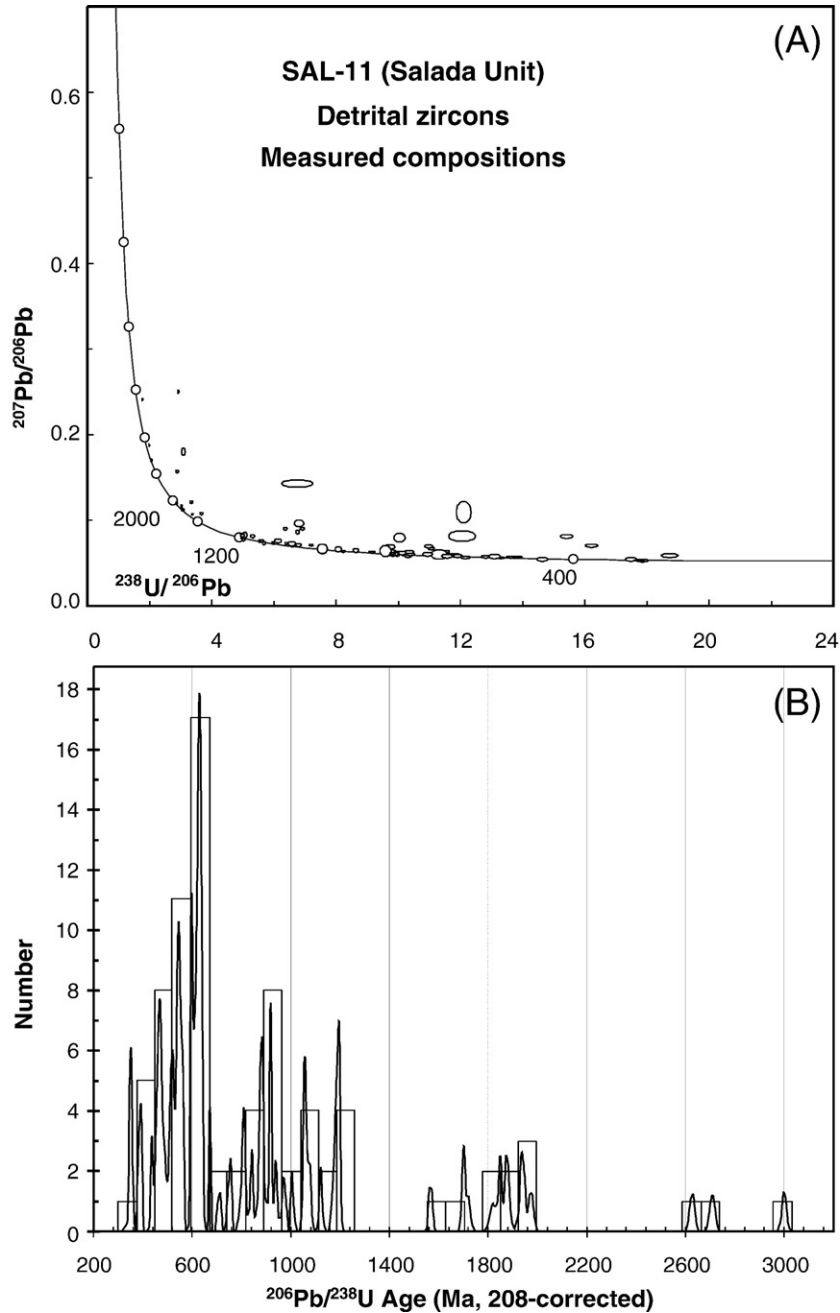 (A)
SAL-11 (Salada Unit)
Detrital zircons
Measured compositions
0.6
0.4
0.2
0.0
207Pb/206Pb
2000
1200
400
238U/ 206Pb
0 4 8 12 16 20 24
(B)
18
16
14
12
10
8
6
4
2
0
Number
200 600 1000 1400 1800 2200 2600 3000
206Pb/238U Age (Ma, 208-corrected)